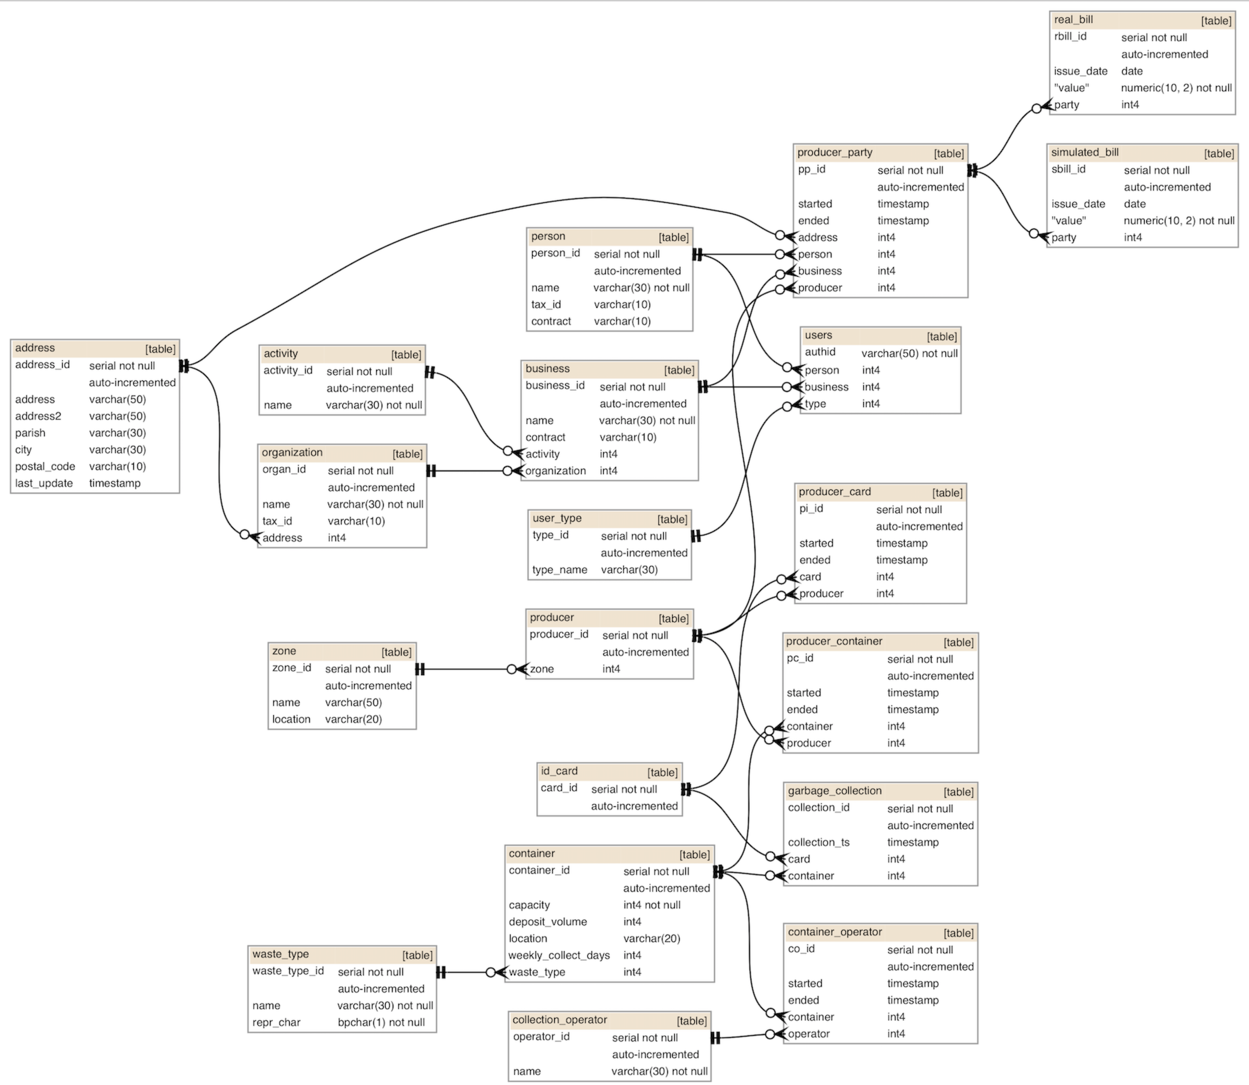 real_bill [table]
rbill_id serial not null
auto-incremented
issue_date date
"value" numeric(10, 2) not null
party int4
simulated_bill [table]
sbill_id serial not null
auto-incremented
issue_date date
"value" numeric(10, 2) not null
party int4
producer_party [table]
pp_id serial not null
auto-incremented
started timestamp
ended timestamp
address int4
person int4
business int4
producer int4
person [table]
person_id serial not null
auto-incremented
name varchar(30) not null
tax_id varchar(10)
contract varchar(10)
users [table]
authid varchar(50) not null
person int4
business int4
type int4
address [table]
address_id serial not null
auto-incremented
address varchar(50)
address2 varchar(50)
parish varchar(30)
city varchar(30)
postal_code varchar(10)
last_update timestamp
activity [table]
activity_id serial not null
auto-incremented
name varchar(30) not null
business [table]
business_id serial not null
auto-incremented
name varchar(30) not null
contract varchar(10)
activity int4
organization int4
organization [table]
organ_id serial not null
auto-incremented
name varchar(30) not null
tax_id varchar(10)
address int4
user_type [table]
type_id serial not null
auto-incremented
type_name varchar(30)
producer_card [table]
pi_id serial not null
auto-incremented
started timestamp
ended timestamp
card int4
producer int4
producer [table]
producer_id serial not null
auto-incremented
zone int4
zone [table]
zone_id serial not null
auto-incremented
name varchar(50)
location varchar(20)
producer_container [table]
pc_id serial not null
auto-incremented
started timestamp
ended timestamp
container int4
producer int4
id_card [table]
card_id serial not null
auto-incremented
garbage_collection [table]
collection_id serial not null
auto-incremented
collection_ts timestamp
card int4
container int4
container [table]
container_id serial not null
auto-incremented
capacity int4 not null
deposit_volume int4
location varchar(20)
weekly_collect_days int4
waste_type int4
container_operator [table]
co_id serial not null
auto-incremented
started timestamp
ended timestamp
container int4
operator int4
waste_type [table]
waste_type_id serial not null
auto-incremented
name varchar(30) not null
repr_char bpchar(1) not null
collection_operator [table]
operator_id serial not null
auto-incremented
name varchar(30) not null